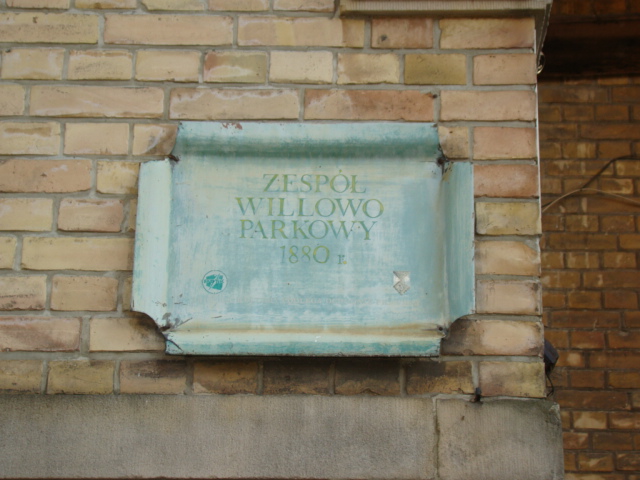 ZESPÓŁ
WILLOWO
PARKOWY
1880 r.